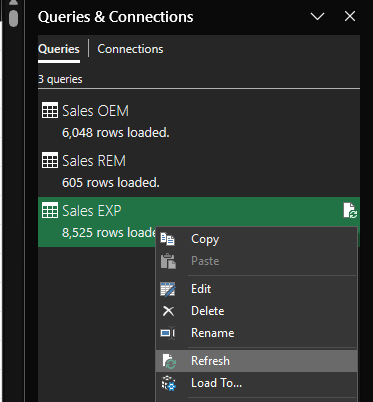 Queries & Connections
Queries Connections
3 queries
Sales OEM
6,048 rows loaded.
Sales REM
605 rows loaded.
Sales EXP
8,525 rows
Copy
Paste
Edit
Delete
Rename
Refresh
Load To...